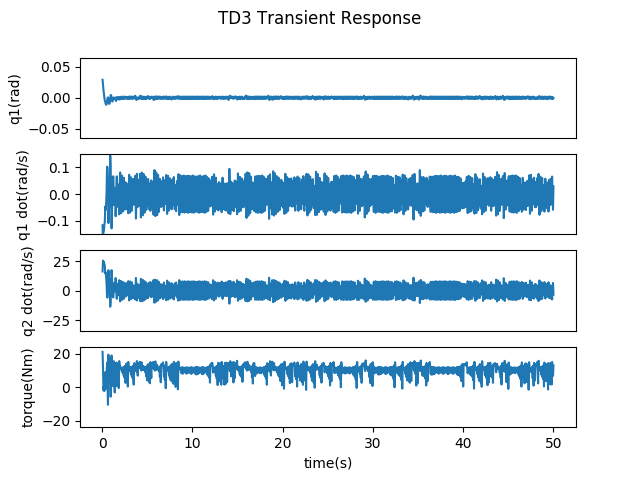 TD3 Transient Response
q1(rad)
0.05
0.00
−0.05
q1 dot(rad/s)
0.1
0.0
−0.1
q2 dot(rad/s)
25
0
−25
torque(Nm)
20
0
−20
0 10 20 30 40 50
time(s)